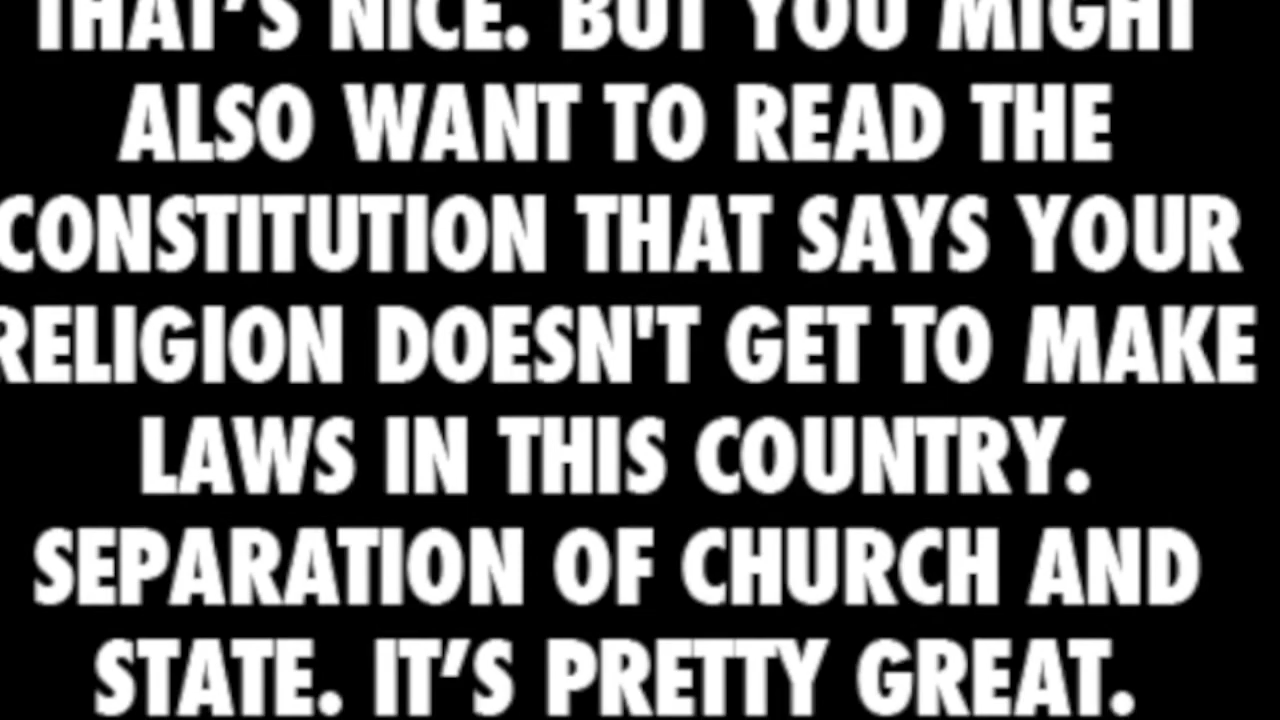 THAT’S NICE. BUT YOU MIGHT
ALSO WANT TO READ THE
CONSTITUTION THAT SAYS YOUR
RELIGION DOESN'T GET TO MAKE
LAWS IN THIS COUNTRY.
SEPARATION OF CHURCH AND
STATE. IT’S PRETTY GREAT.